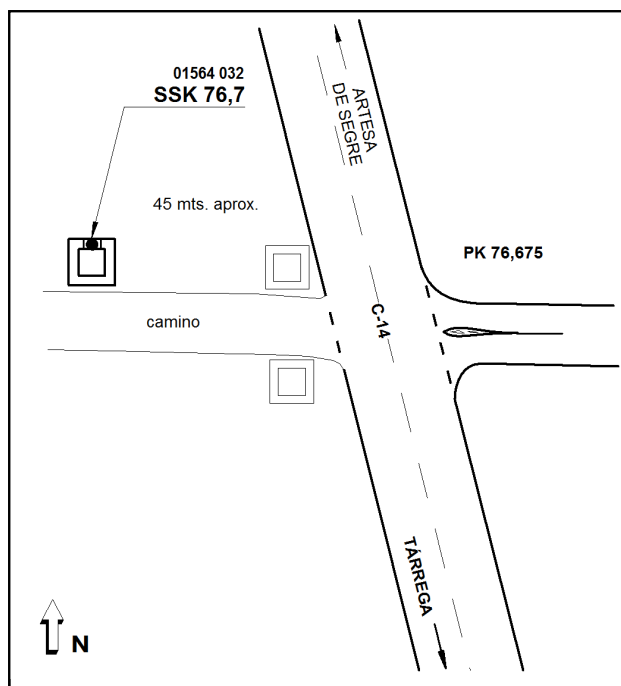 01564 032
SSK 76,7
ARTESA
DE SEGRE
45 mts. aprox.
PK 76,675
camino
C-14
TÁRREGA
N